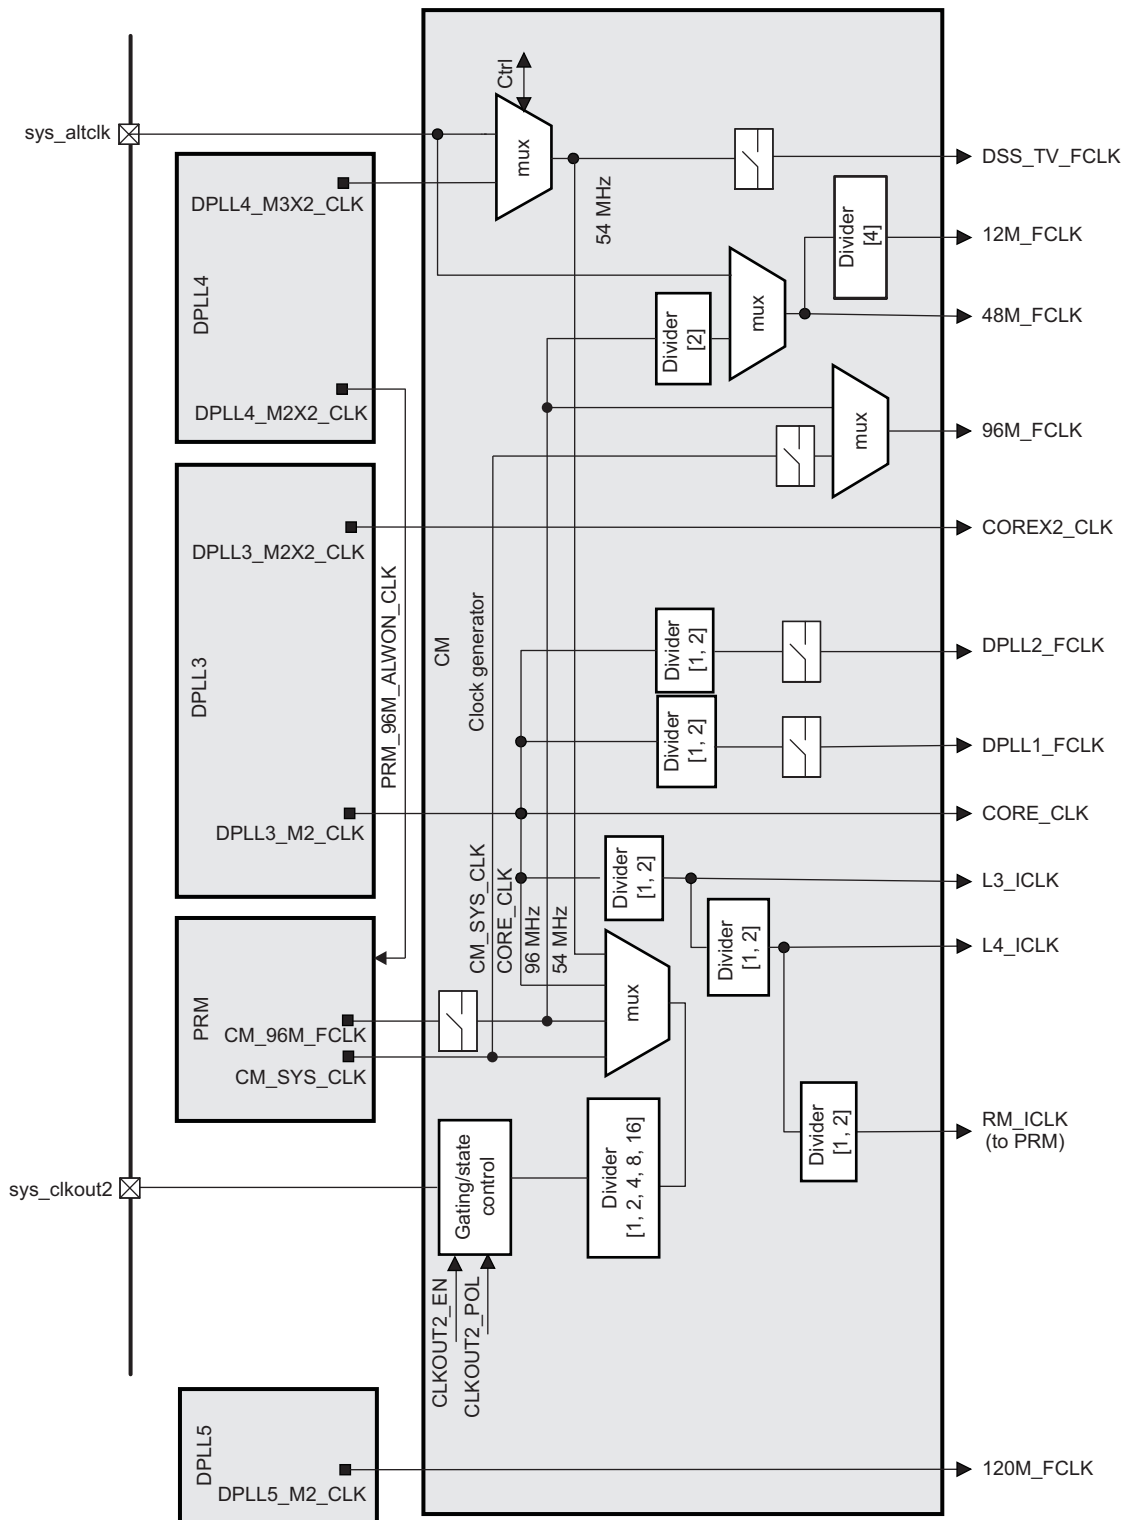 sys_altclk
Ctrl
mux
DSS_TV_FCLK
DPLL4_M3X2_CLK
54 MHz
Divider
[4]
12M_FCLK
DPLL4
mux
48M_FCLK
Divider
[2]
DPLL4_M2X2_CLK
mux
96M_FCLK
COREX2_CLK
DPLL3_M2X2_CLK
PRM_96M_ALWON_CLK
CM
Clock generator
Divider
[1, 2]
DPLL2_FCLK
DPLL3
Divider
[1, 2]
DPLL1_FCLK
DPLL3_M2_CLK
CORE_CLK
CM_SYS_CLK
CORE_CLK
96 MHz
54 MHz
Divider
[1, 2]
L3_ICLK
Divider
[1, 2]
L4_ICLK
PRM
CM_96M_FCLK
CM_SYS_CLK
mux
Divider
[1, 2]
RM_ICLK
(to PRM)
sys_clkout2
Gating/state
control
Divider
[1, 2, 4, 8, 16]
CLKOUT2_EN
CLKOUT2_POL
DPLL5
DPLL5_M2_CLK
120M_FCLK